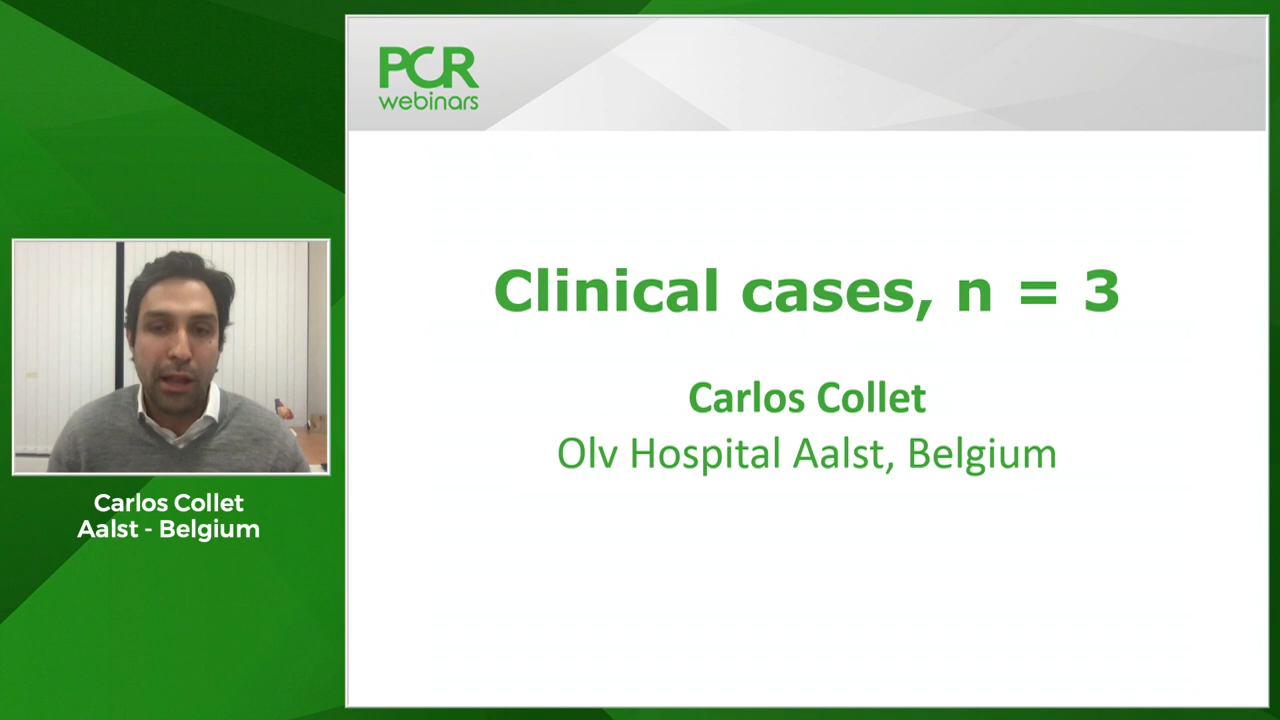 PCR
webinars
Clinical cases, n = 3
Carlos Collet
Olv Hospital Aalst, Belgium
Carlos Collet
Aalst - Belgium